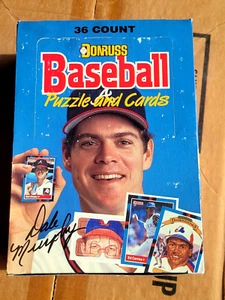 36 COUNT
DONRUSS
Baseball
Puzzle and Cards
Dale
Murphy